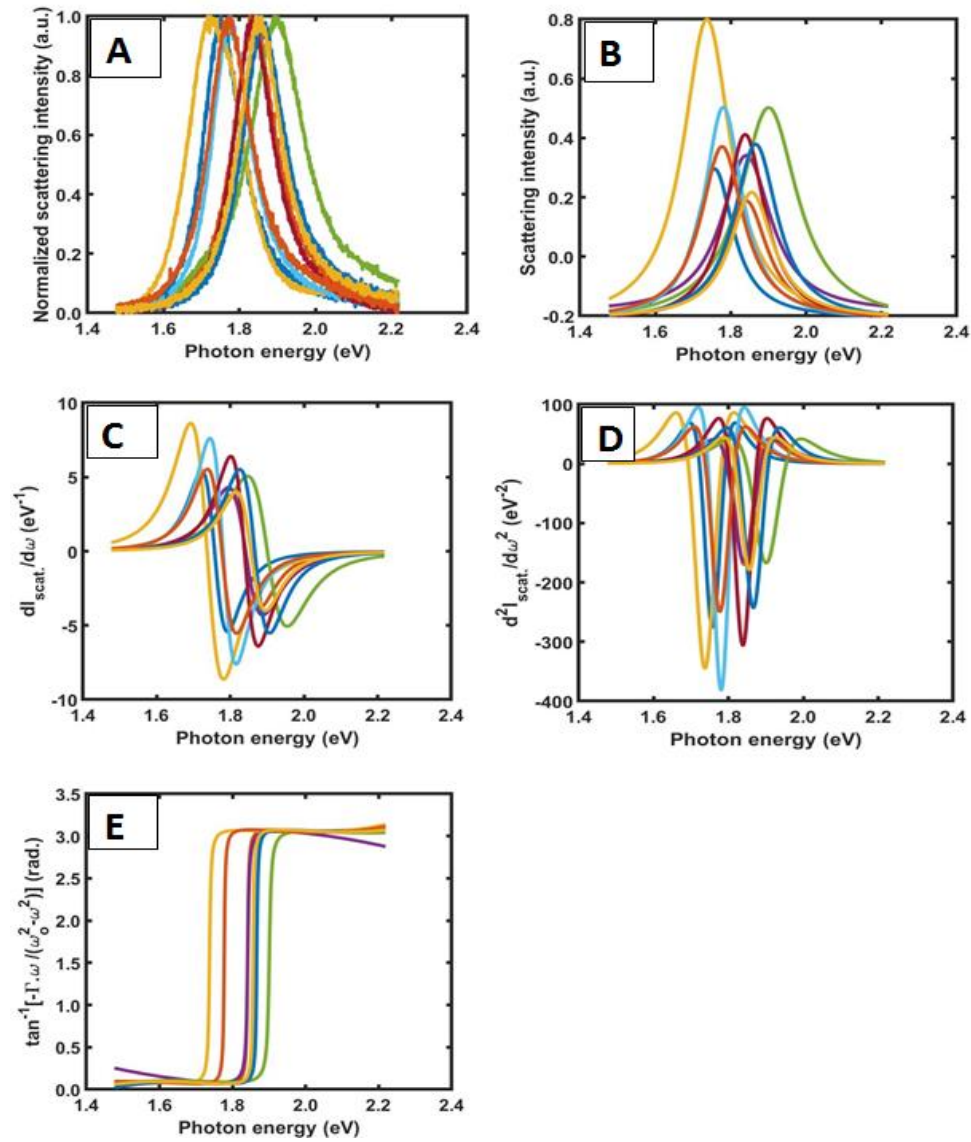 A
Normalized scattering intensity (a.u.)
1.0
0.8
0.6
0.4
0.2
0.0
1.4 1.6 1.8 2.0 2.2 2.4
Photon energy (eV)
B
Scattering intensity (a.u.)
0.8
0.6
0.4
0.2
0.0
-0.2
1.4 1.6 1.8 2.0 2.2 2.4
Photon energy (eV)
C
dI_scat./dω (eV⁻¹)
10
5
0
-5
-10
1.4 1.6 1.8 2.0 2.2 2.4
Photon energy (eV)
D
d²I_scat./dω² (eV⁻²)
100
0
-100
-200
-300
-400
1.4 1.6 1.8 2.0 2.2 2.4
Photon energy (eV)
E
tan⁻¹[-Γ.ω /(ω_o²-ω²)] (rad.)
3.5
3.0
2.5
2.0
1.5
1.0
0.5
0.0
1.4 1.6 1.8 2.0 2.2 2.4
Photon energy (eV)